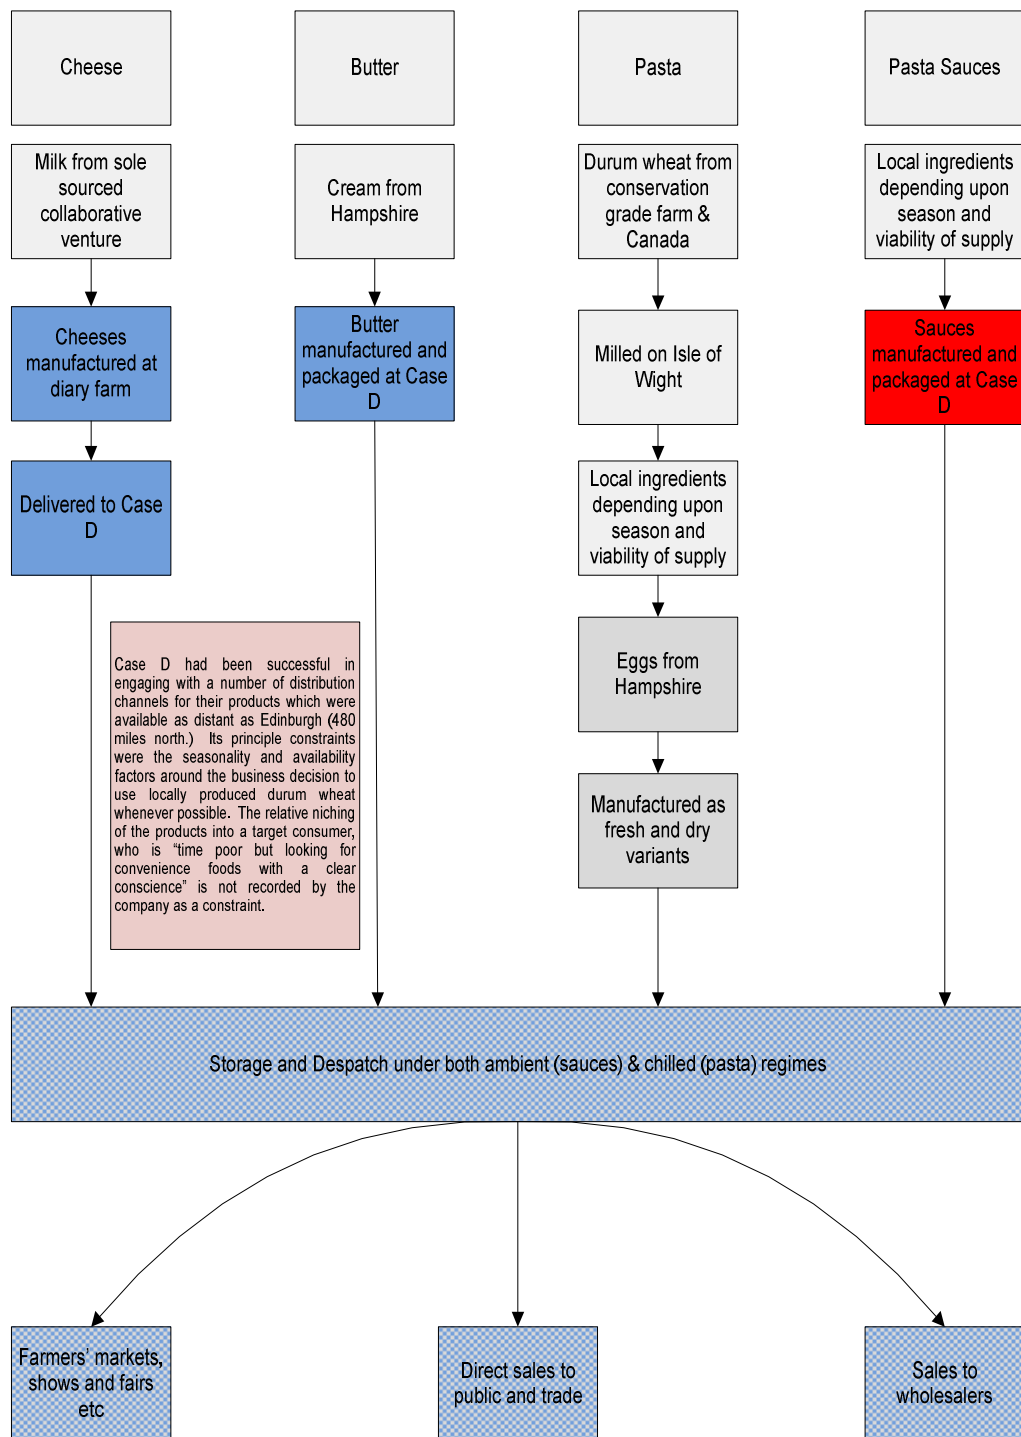 Cheese
Butter
Pasta
Pasta Sauces
Milk from sole
sourced
collaborative
venture
Cream from
Hampshire
Durum wheat from
conservation
grade farm &
Canada
Local ingredients
depending upon
season and
viability of supply
Cheeses
manufactured at
diary farm
Butter
manufactured and
packaged at Case
D
Milled on Isle of
Wight
Sauces
manufactured and
packaged at Case
D
Delivered to Case
D
Local ingredients
depending upon
season and
viability of supply
Case D had been successful in
engaging with a number of distribution
channels for their products which were
available as distant as Edinburgh (480
miles north.) Its principle constraints
were the seasonality and availability
factors around the business decision to
use locally produced durum wheat
whenever possible. The relative niching
of the products into a target consumer,
who is “time poor but looking for
convenience foods with a clear
conscience” is not recorded by the
company as a constraint.
Eggs from
Hampshire
Manufactured as
fresh and dry
variants
Storage and Despatch under both ambient (sauces) & chilled (pasta) regimes
Farmers’ markets,
shows and fairs
etc
Direct sales to
public and trade
Sales to
wholesalers